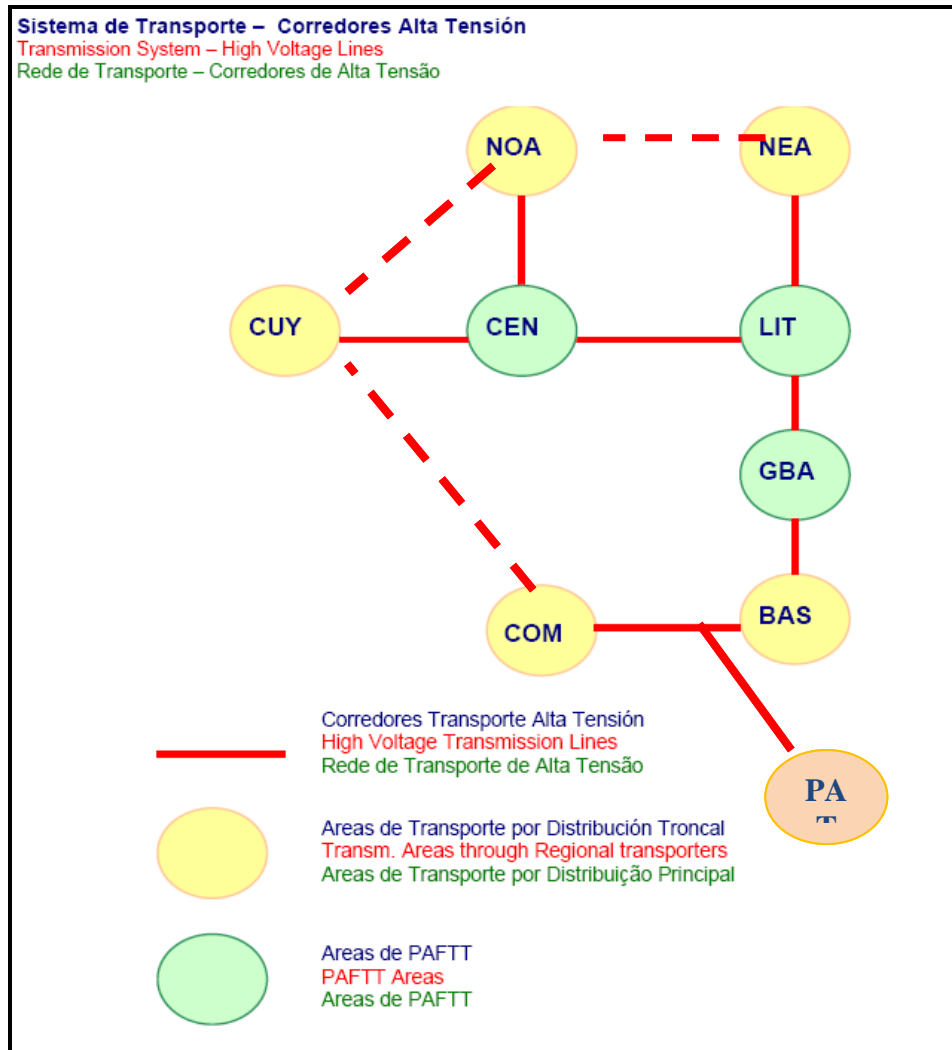 Sistema de Transporte – Corredores Alta Tensión
Transmission System – High Voltage Lines
Rede de Transporte – Corredores de Alta Tensão
NOA
NEA
CUY
CEN
LIT
GBA
COM
BAS
Corredores Transporte Alta Tensión
High Voltage Transmission Lines
Rede de Transporte de Alta Tensão
PA
T
Areas de Transporte por Distribución Troncal
Transm. Areas through Regional transporters
Areas de Transporte por Distribuição Principal
Areas de PAFTT
PAFTT Areas
Areas de PAFTT